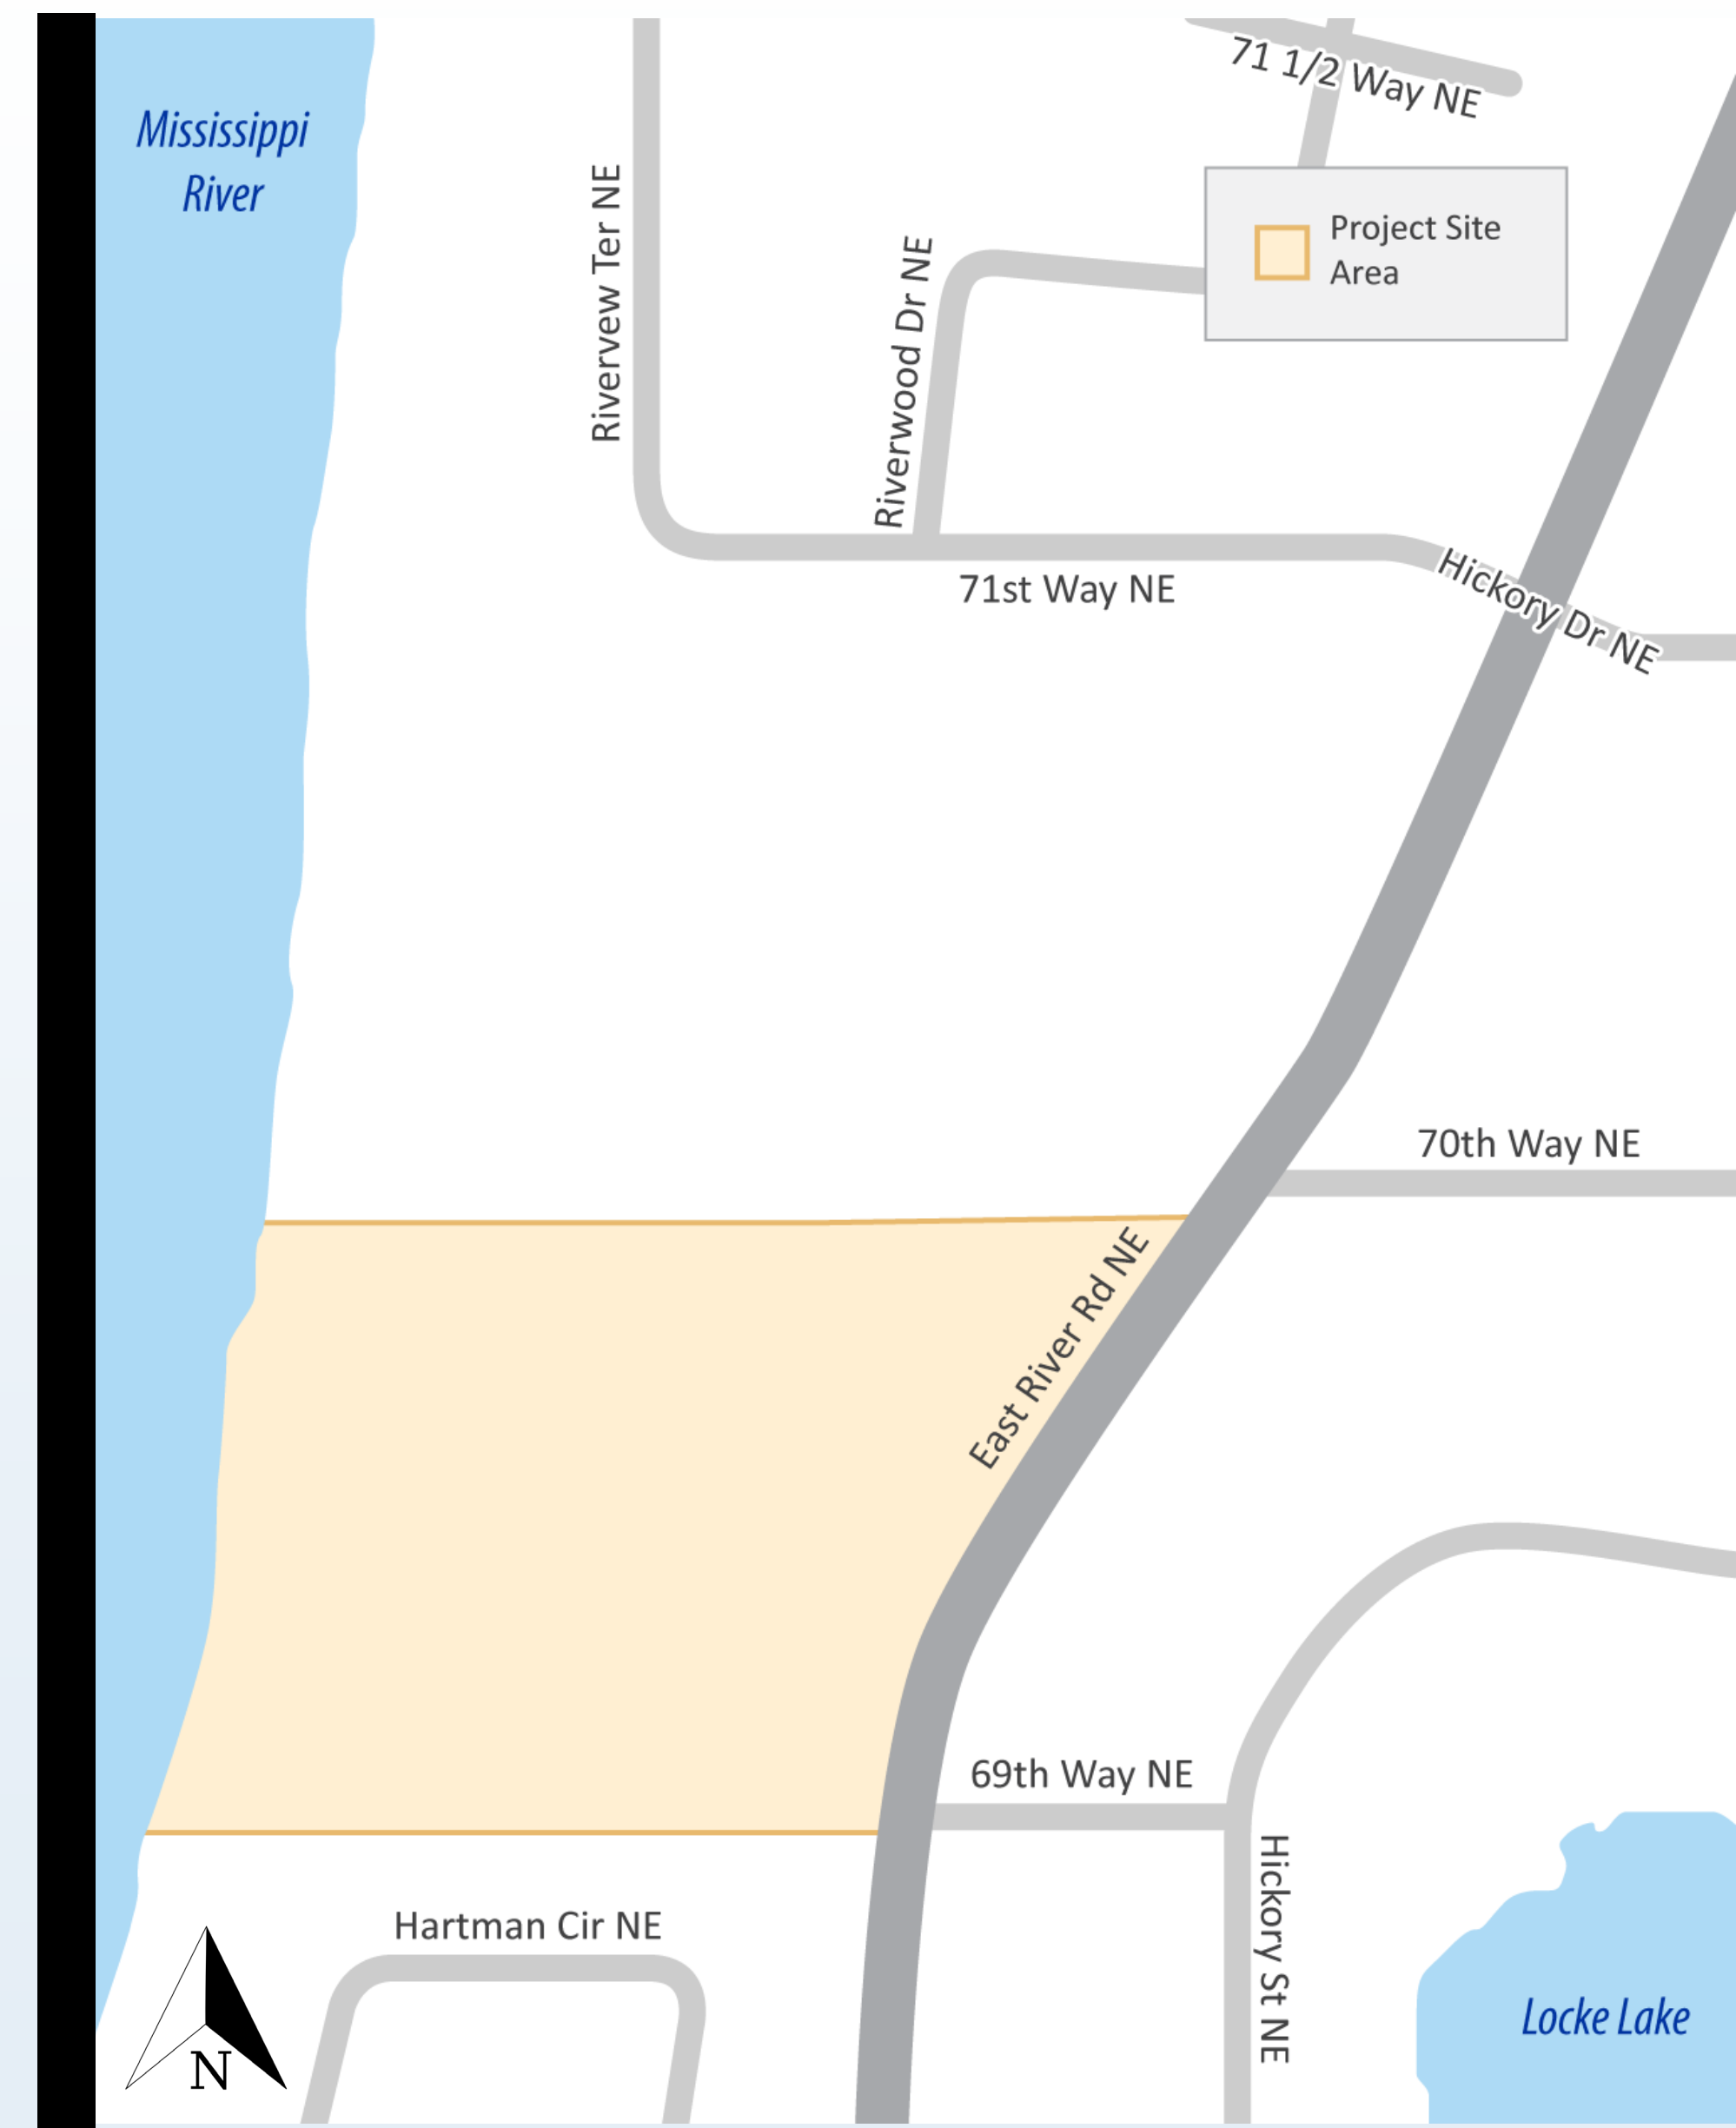 71 1/2 Way NE
Mississippi
River
Rivervew Ter NE
Riverwood Dr NE
Project Site
Area
71st Way NE
Hickory Dr NE
70th Way NE
East River Rd NE
69th Way NE
Hickory St NE
Hartman Cir NE
Locke Lake
N